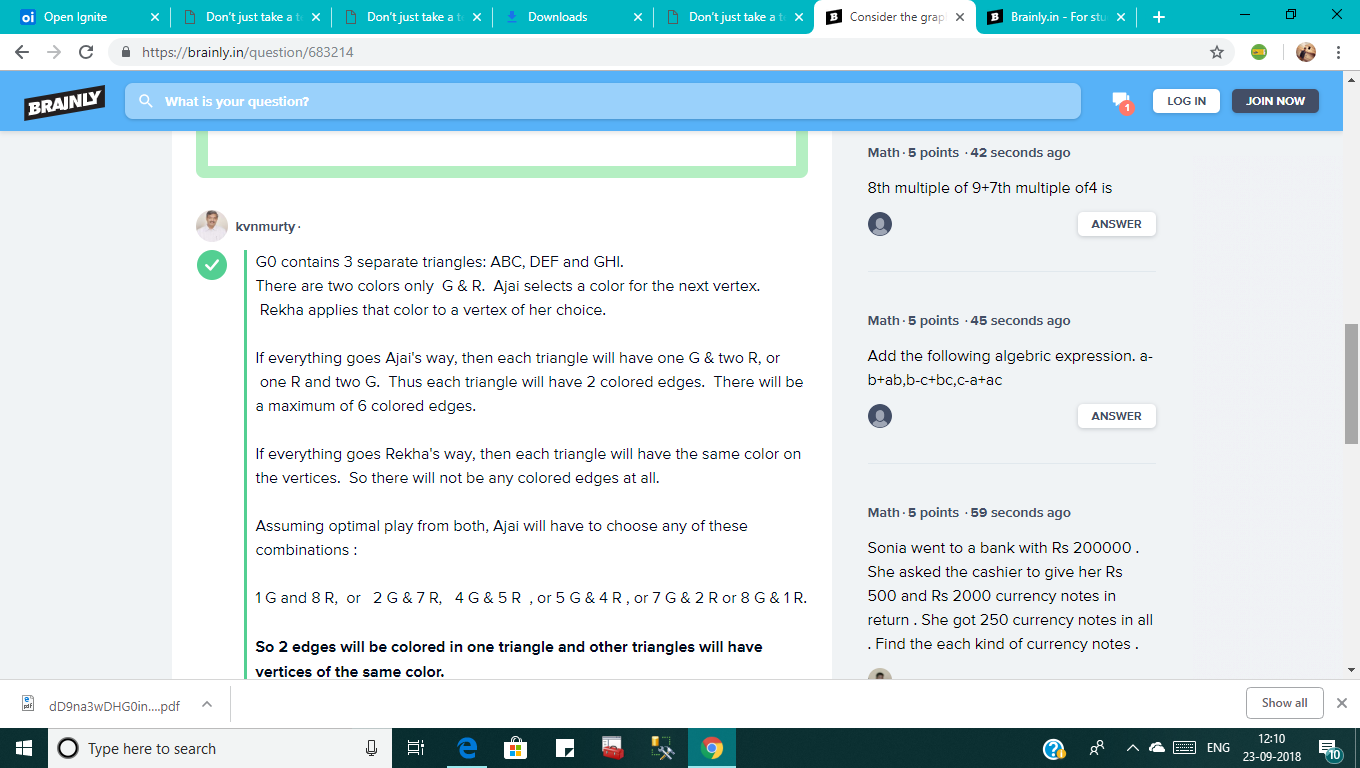 Open Ignite
Don't just take a t
Don't just take a t
Downloads
Don't just take a t
Consider the grap
Brainly.in - For stu
https://brainly.in/question/683214
BRAINLY
What is your question?
1
LOG IN
JOIN NOW
kvnmurty ·
G0 contains 3 separate triangles: ABC, DEF and GHI.
There are two colors only G & R. Ajai selects a color for the next vertex.
Rekha applies that color to a vertex of her choice.
If everything goes Ajai's way, then each triangle will have one G & two R, or
one R and two G. Thus each triangle will have 2 colored edges. There will be
a maximum of 6 colored edges.
If everything goes Rekha's way, then each triangle will have the same color on
the vertices. So there will not be any colored edges at all.
Assuming optimal play from both, Ajai will have to choose any of these
combinations :
1 G and 8 R, or 2 G & 7 R, 4 G & 5 R , or 5 G & 4 R , or 7 G & 2 R or 8 G & 1 R.
So 2 edges will be colored in one triangle and other triangles will have
vertices of the same color.
Math · 5 points · 42 seconds ago
8th multiple of 9+7th multiple of4 is
ANSWER
Math · 5 points · 45 seconds ago
Add the following algebric expression. a-
b+ab,b-c+bc,c-a+ac
ANSWER
Math · 5 points · 59 seconds ago
Sonia went to a bank with Rs 200000 .
She asked the cashier to give her Rs
500 and Rs 2000 currency notes in
return . She got 250 currency notes in all
. Find the each kind of currency notes .
dD9na3wDHG0in....pdf
Show all
Type here to search
ENG
12:10
23-09-2018
10